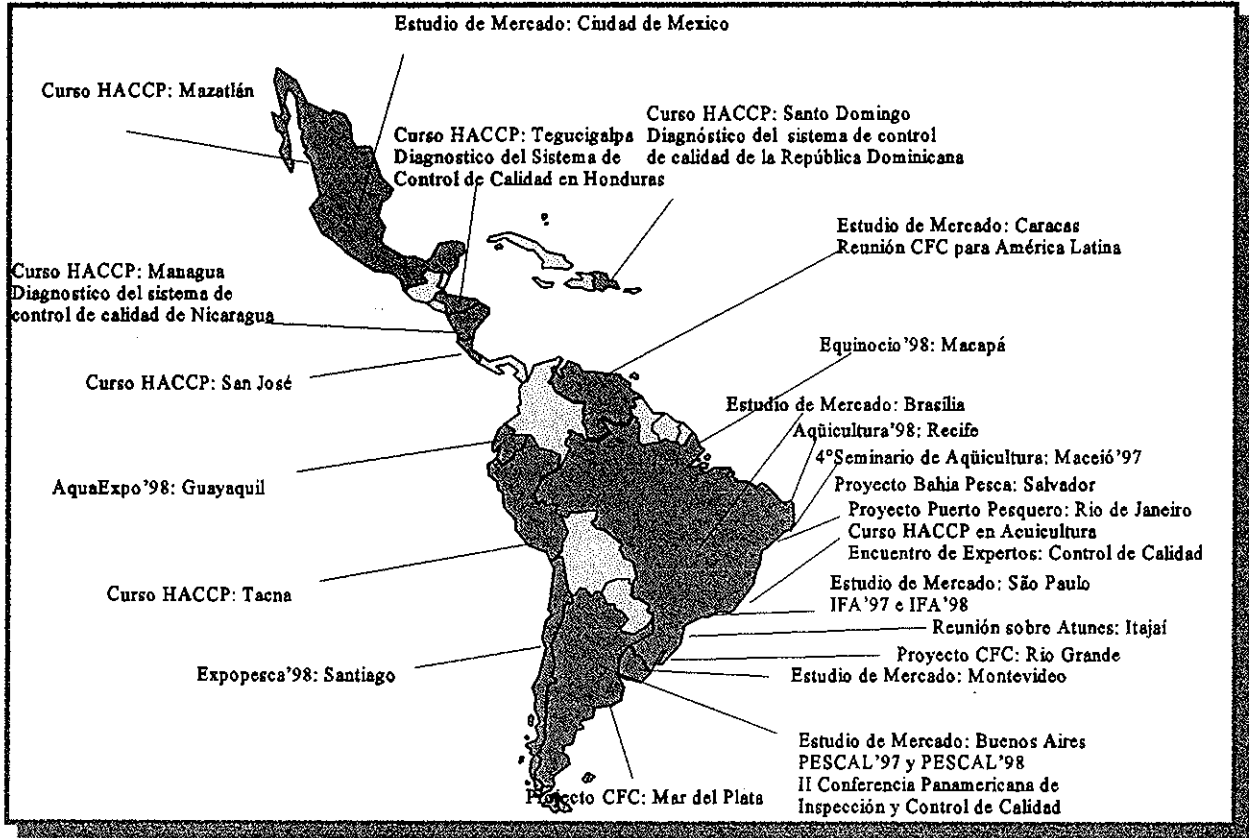 Estudio de Mercado: Ciudad de Mexico
Curso HACCP: Mazatlán
Curso HACCP: Tegucigalpa
Diagnostico del Sistema de
Control de Calidad en Honduras
Curso HACCP: Santo Domingo
Diagnóstico del sistema de control
de calidad de la República Dominicana
Estudio de Mercado: Caracas
Reunión CFC para América Latina
Curso HACCP: Managua
Diagnostico del sistema de
control de calidad de Nicaragua
Equinocio'98: Macapá
Curso HACCP: San José
Estudio de Mercado: Brasília
Aqüicultura'98: Recife
4°Seminario de Aqüicultura: Maceió'97
AquaExpo'98: Guayaquil
Proyecto Bahia Pesca: Salvador
Proyecto Puerto Pesquero: Rio de Janeiro
Curso HACCP en Acuicultura
Encuentro de Expertos: Control de Calidad
Curso HACCP: Tacna
Estudio de Mercado: São Paulo
IFA'97 e IFA'98
Reunión sobre Atunes: Itajaí
Proyecto CFC: Rio Grande
Expopesca'98: Santiago
Estudio de Mercado: Montevideo
Estudio de Mercado: Buenos Aires
PESCAL'97 y PESCAL'98
II Conferencia Panamericana de
Inspección y Control de Calidad
Proyecto CFC: Mar del Plata